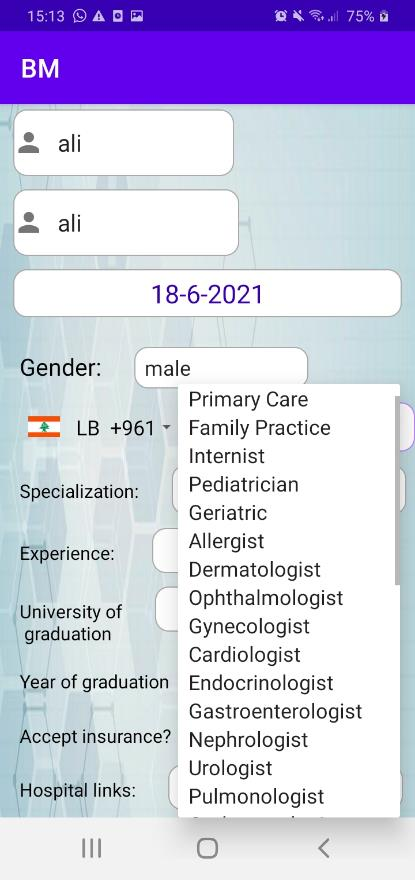 15:13 75%
BM
ali
ali
18-6-2021
Gender: male
LB +961
Primary Care
Family Practice
Internist
Pediatrician
Geriatric
Allergist
Dermatologist
Ophthalmologist
Gynecologist
Cardiologist
Endocrinologist
Gastroenterologist
Nephrologist
Urologist
Pulmonologist
Specialization:
Experience:
University of
graduation
Year of graduation
Accept insurance?
Hospital links: